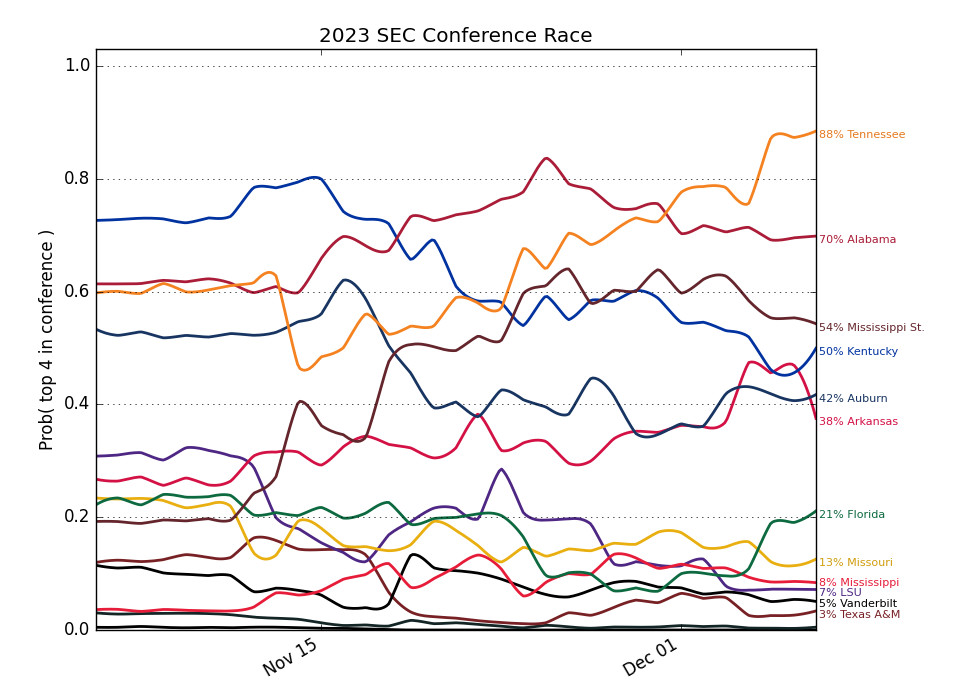 2023 SEC Conference Race
1.0
0.8
0.6
0.4
0.2
0.0
Prob( top 4 in conference )
Nov 15
Dec 01
88% Tennessee
70% Alabama
54% Mississippi St.
50% Kentucky
42% Auburn
38% Arkansas
21% Florida
13% Missouri
8% Mississippi
7% LSU
5% Vanderbilt
3% Texas A&M